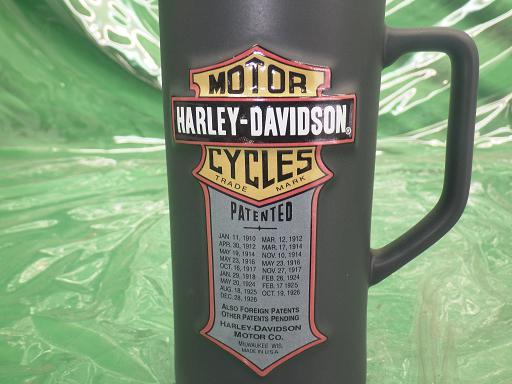 MOTOR
HARLEY-DAVIDSON®
CYCLES
TRADE MARK
PATENTED
JAN. 11, 1910 MAR. 12, 1912
APR. 30, 1912 MAR. 17, 1914
MAY 19, 1914 NOV. 10, 1914
MAY 23, 1916 MAY 23, 1916
OCT. 16, 1917 NOV. 27, 1917
JAN. 29, 1918 FEB. 26, 1924
MAY 20, 1924 FEB. 17 1925
AUG. 18, 1925 OCT. 19, 1926
DEC. 28, 1926
ALSO FOREIGN PATENTS
OTHER PATENTS PENDING
HARLEY-DAVIDSON
MOTOR CO.
MILWAUKEE WIS.
MADE IN U.S.A.